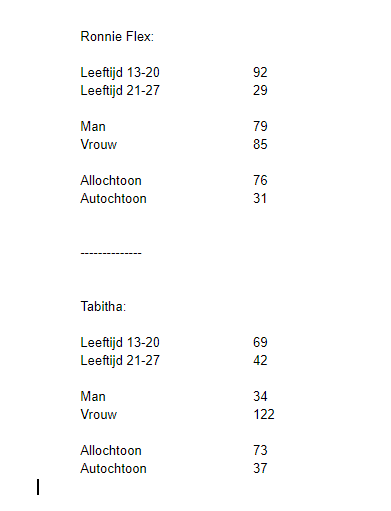 Ronnie Flex:
Leeftijd 13-20 92
Leeftijd 21-27 29
Man 79
Vrouw 85
Allochtoon 76
Autochtoon 31
--------------
Tabitha:
Leeftijd 13-20 69
Leeftijd 21-27 42
Man 34
Vrouw 122
Allochtoon 73
Autochtoon 37